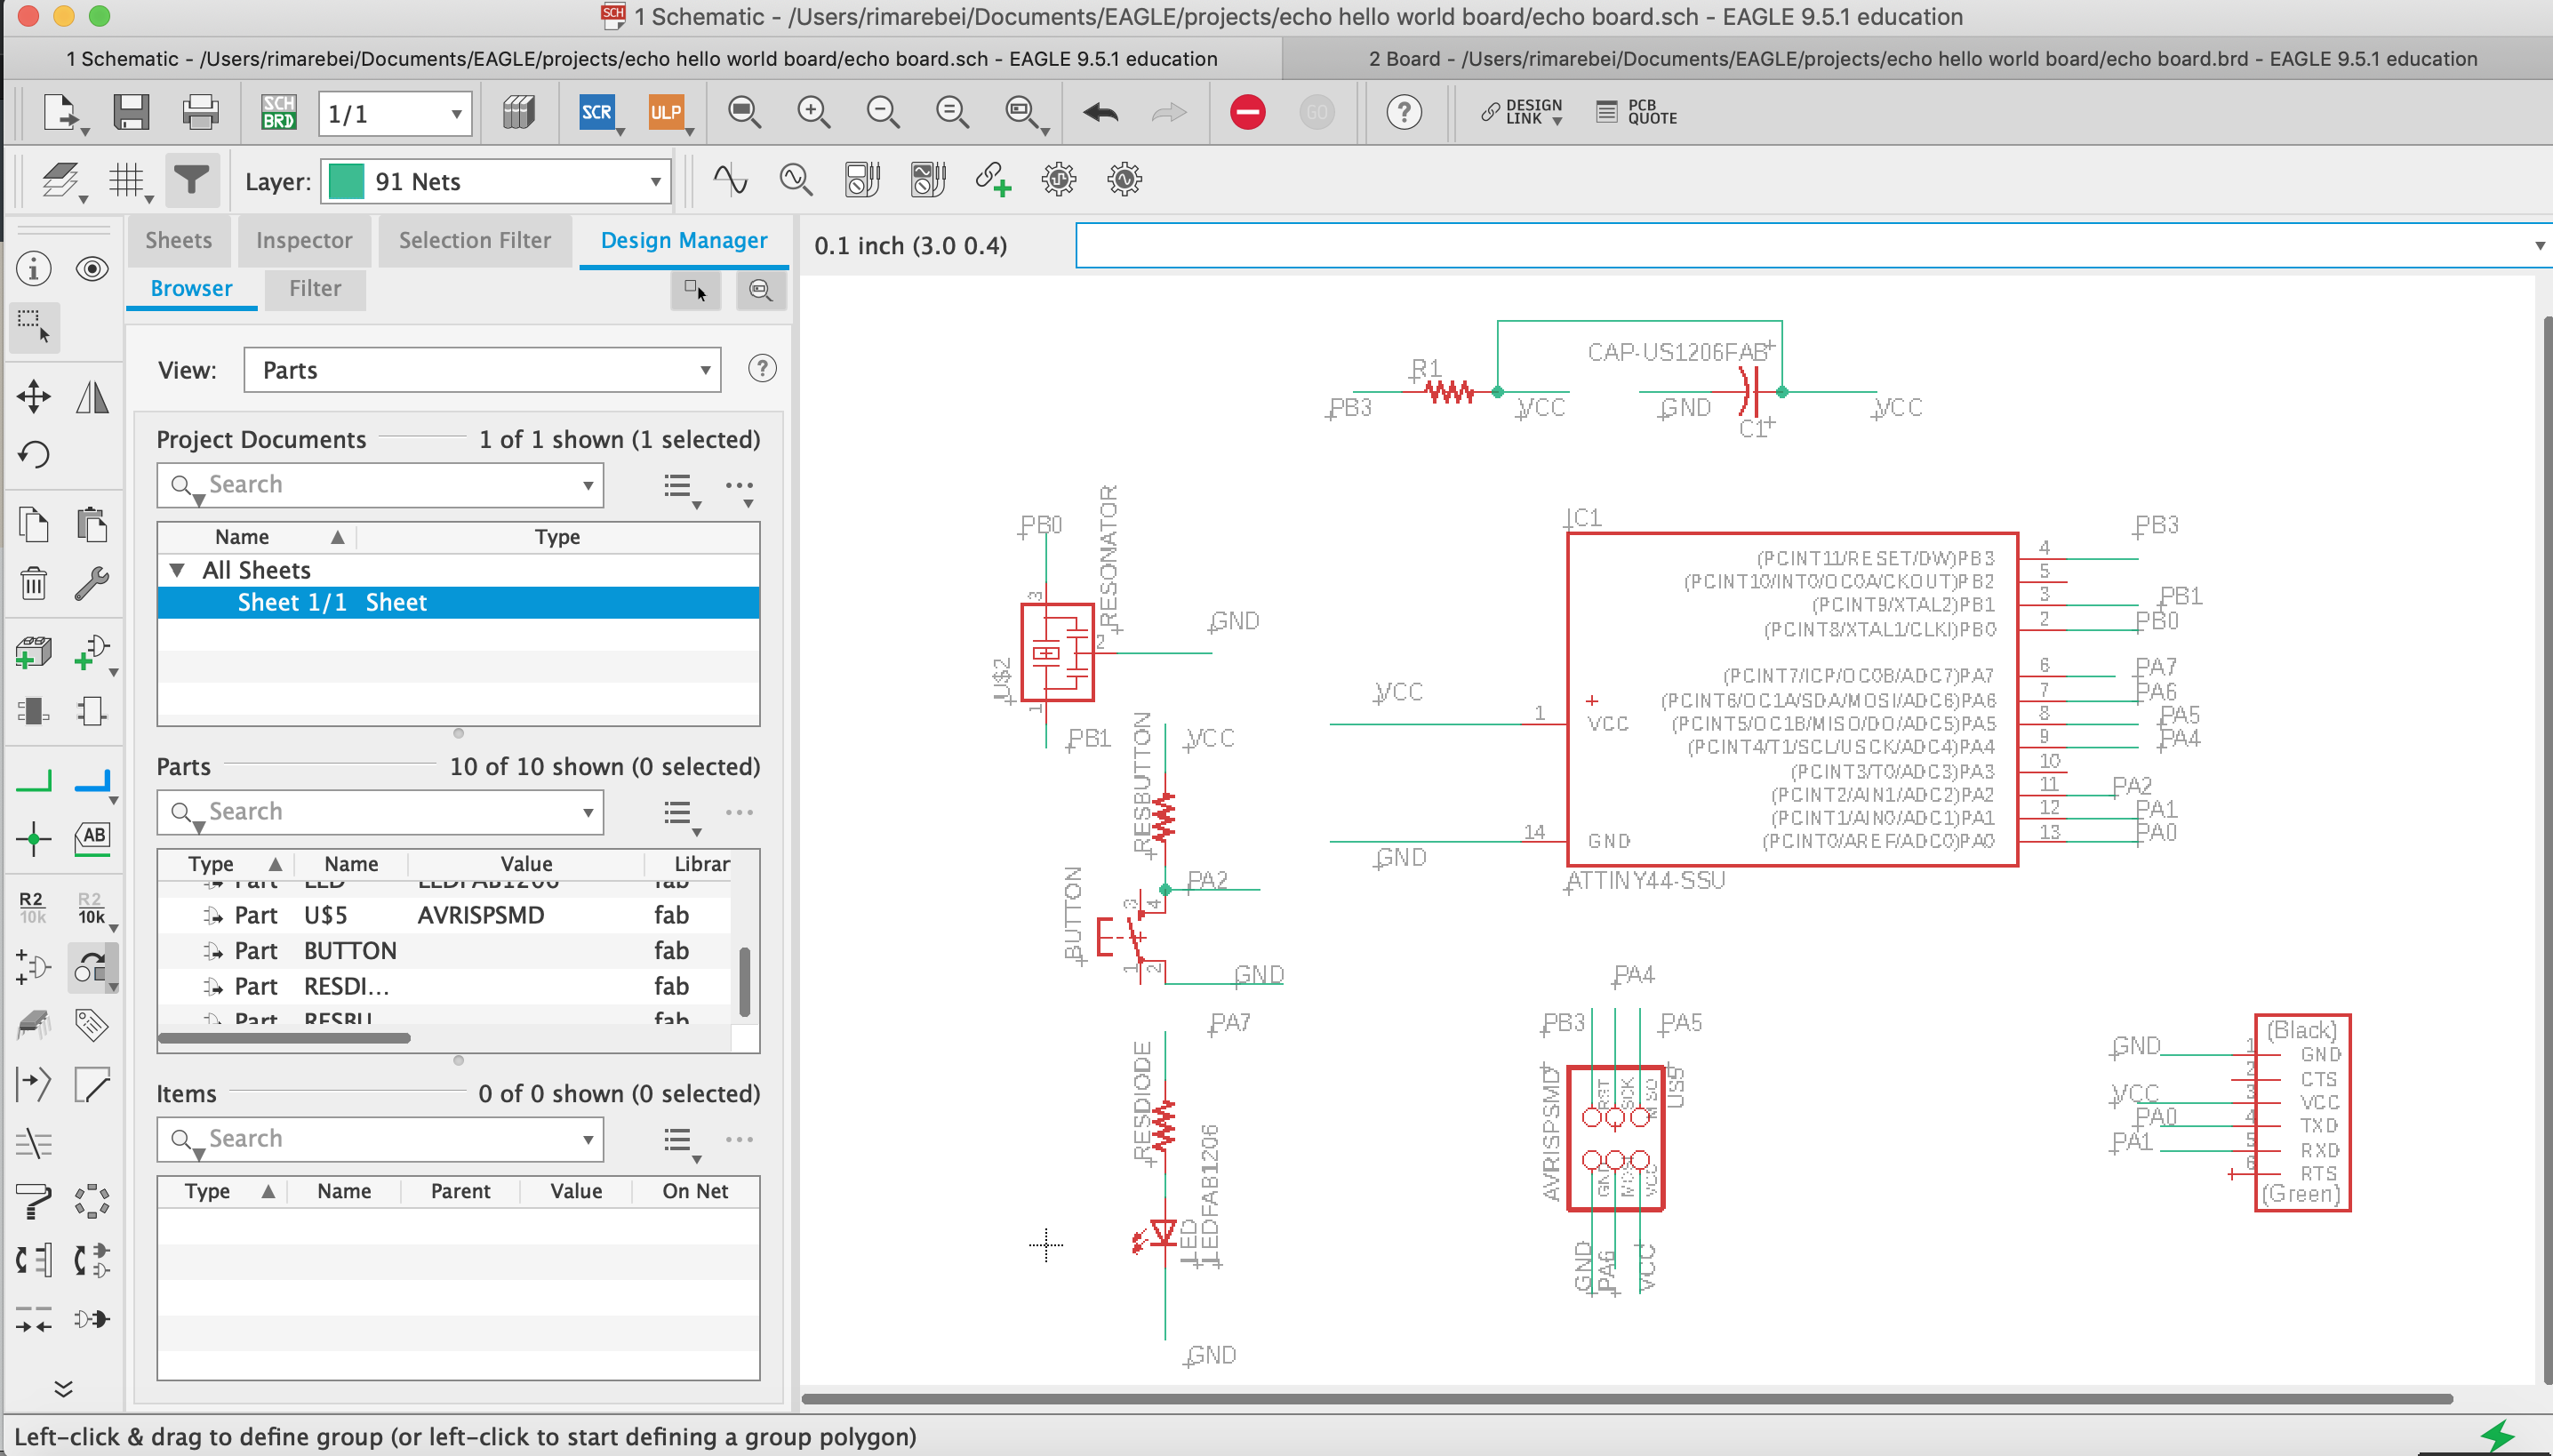 SCH 1 Schematic - /Users/rimarebei/Documents/EAGLE/projects/echo hello world board/echo board.sch - EAGLE 9.5.1 education
1 Schematic - /Users/rimarebei/Documents/EAGLE/projects/echo hello world board/echo board.sch - EAGLE 9.5.1 education
2 Board - /Users/rimarebei/Documents/EAGLE/projects/echo hello world board/echo board.brd - EAGLE 9.5.1 education
SCH BRD
1/1
SCR
ULP
GO
?
DESIGN LINK
PCB QUOTE
Layer: 91 Nets
Sheets Inspector Selection Filter Design Manager
0.1 inch (3.0 0.4)
Browser Filter
View: Parts ?
Project Documents 1 of 1 shown (1 selected)
Search
Name Type
All Sheets
Sheet 1/1 Sheet
Parts 10 of 10 shown (0 selected)
Search
Type Name Value Librar
Part LED LEDFAB1206 fab
Part U$5 AVRISPSMD fab
Part BUTTON fab
Part RESDI... fab
Part RESBU fab
Items 0 of 0 shown (0 selected)
Search
Type Name Parent Value On Net
AB
R2 10k
R2 10k
R1
PB3
VCC
CAP-US1206FAB
GND
C1
VCC
PB0
RESONATOR
3
2
GND
U$2
1
PB1
RESBUTTON
VCC
PA2
BUTTON
3 4
1 2
GND
PA7
RESDIODE
LED
LEDFAB1206
GND
IC1
VCC
1 VCC
14 GND
GND
(PCINT11/RESET/DW)PB3 4 PB3
(PCINT10/INT0/OC0A/CKOUT)PB2 5
(PCINT9/XTAL2)PB1 3 PB1
(PCINT8/XTAL1/CLKI)PB0 2 PB0
(PCINT7/ICP/OC0B/ADC7)PA7 6 PA7
(PCINT6/OC1A/SDA/MOSI/ADC6)PA6 7 PA6
(PCINT5/OC1B/MISO/DO/ADC5)PA5 8 PA5
(PCINT4/T1/SCL/USCK/ADC4)PA4 9 PA4
(PCINT3/T0/ADC3)PA3 10
(PCINT2/AIN1/ADC2)PA2 11 PA2
(PCINT1/AIN0/ADC1)PA1 12 PA1
(PCINT0/AREF/ADC0)PA0 13 PA0
ATTINY44-SSU
PA4
PB3
PA5
AVRISPSMD
U$5
RST SCK MISO
GND MOSI VCC
GND
PA6
VCC
(Black)
GND 1 GND
2 CTS
VCC 3 VCC
PA0 4 TXD
PA1 5 RXD
6 RTS
(Green)
Left-click & drag to define group (or left-click to start defining a group polygon)